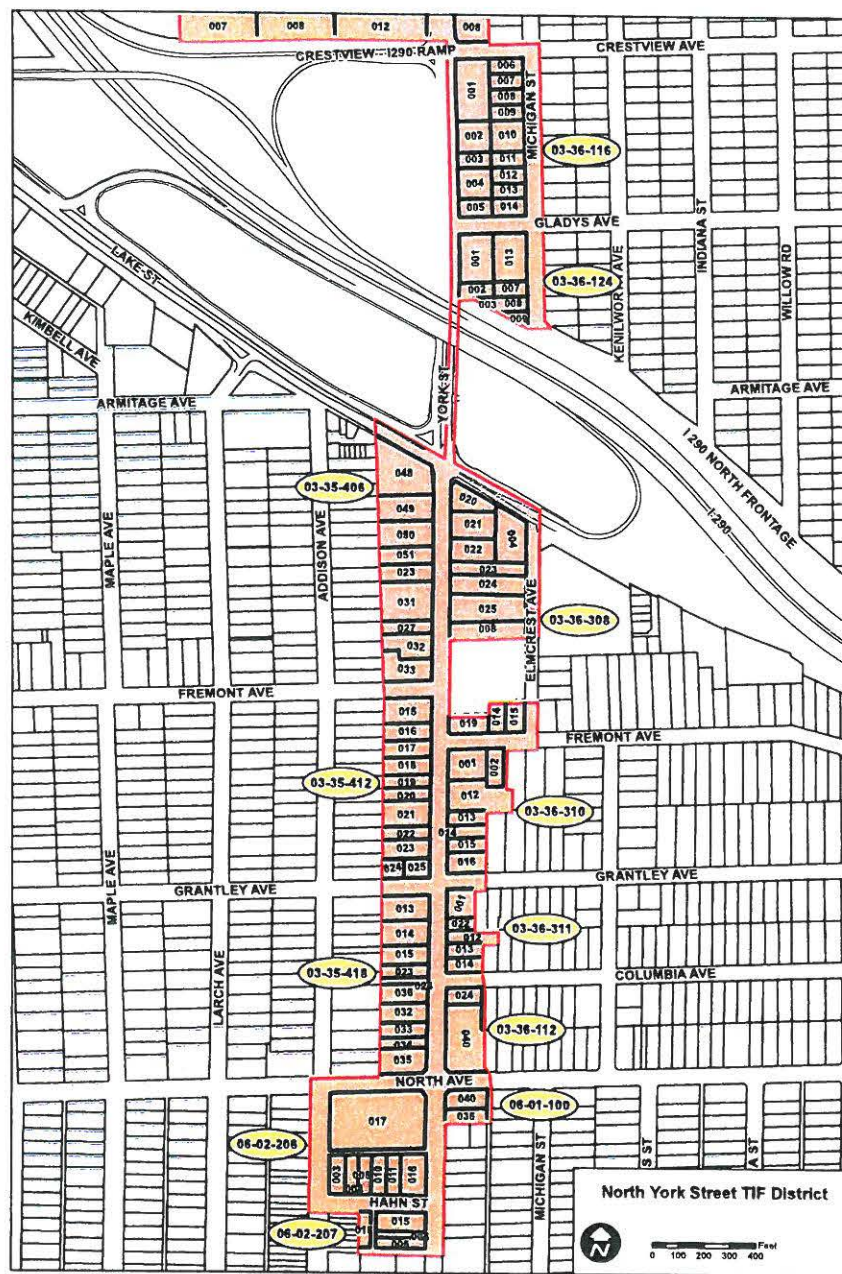 007 008 012 008
CRESTVIEW - I290 RAMP
CRESTVIEW AVE
006
007
001
008
009
MICHIGAN ST
002 010
03-36-116
003 011
012
004
013
005 014
GLADYS AVE
INDIANA ST
WILLOW RD
LAKE ST
001 013
03-36-124
002 007
003 008
KENILWORTH AVE
KIMBELL AVE
YORK ST
ARMITAGE AVE
ARMITAGE AVE
I 290 NORTH FRONTAGE
I-290
048
03-35-406
020
049
021
004
050
022
051
023
023
024
MAPLE AVE
ADDISON AVE
031
025
ELMCREST AVE
03-36-308
027
032
033
FREMONT AVE
015
019 014 015
016
FREMONT AVE
017
001 002
018
03-35-412
019
012
020
03-36-310
021
013
014
022
015
023
016
024 025
GRANTLEY AVE
GRANTLEY AVE
MAPLE AVE
013
001
022
014
012
03-36-311
015
013
03-35-418
014
023
COLUMBIA AVE
LARCH AVE
024
032
033
040
03-36-112
035
NORTH AVE
040
06-01-100
017
06-02-206
003 010 011 016
MICHIGAN ST
S ST
A ST
HAHN ST
North York Street TIF District
015
06-02-207
N
0 100 200 300 400 Feet